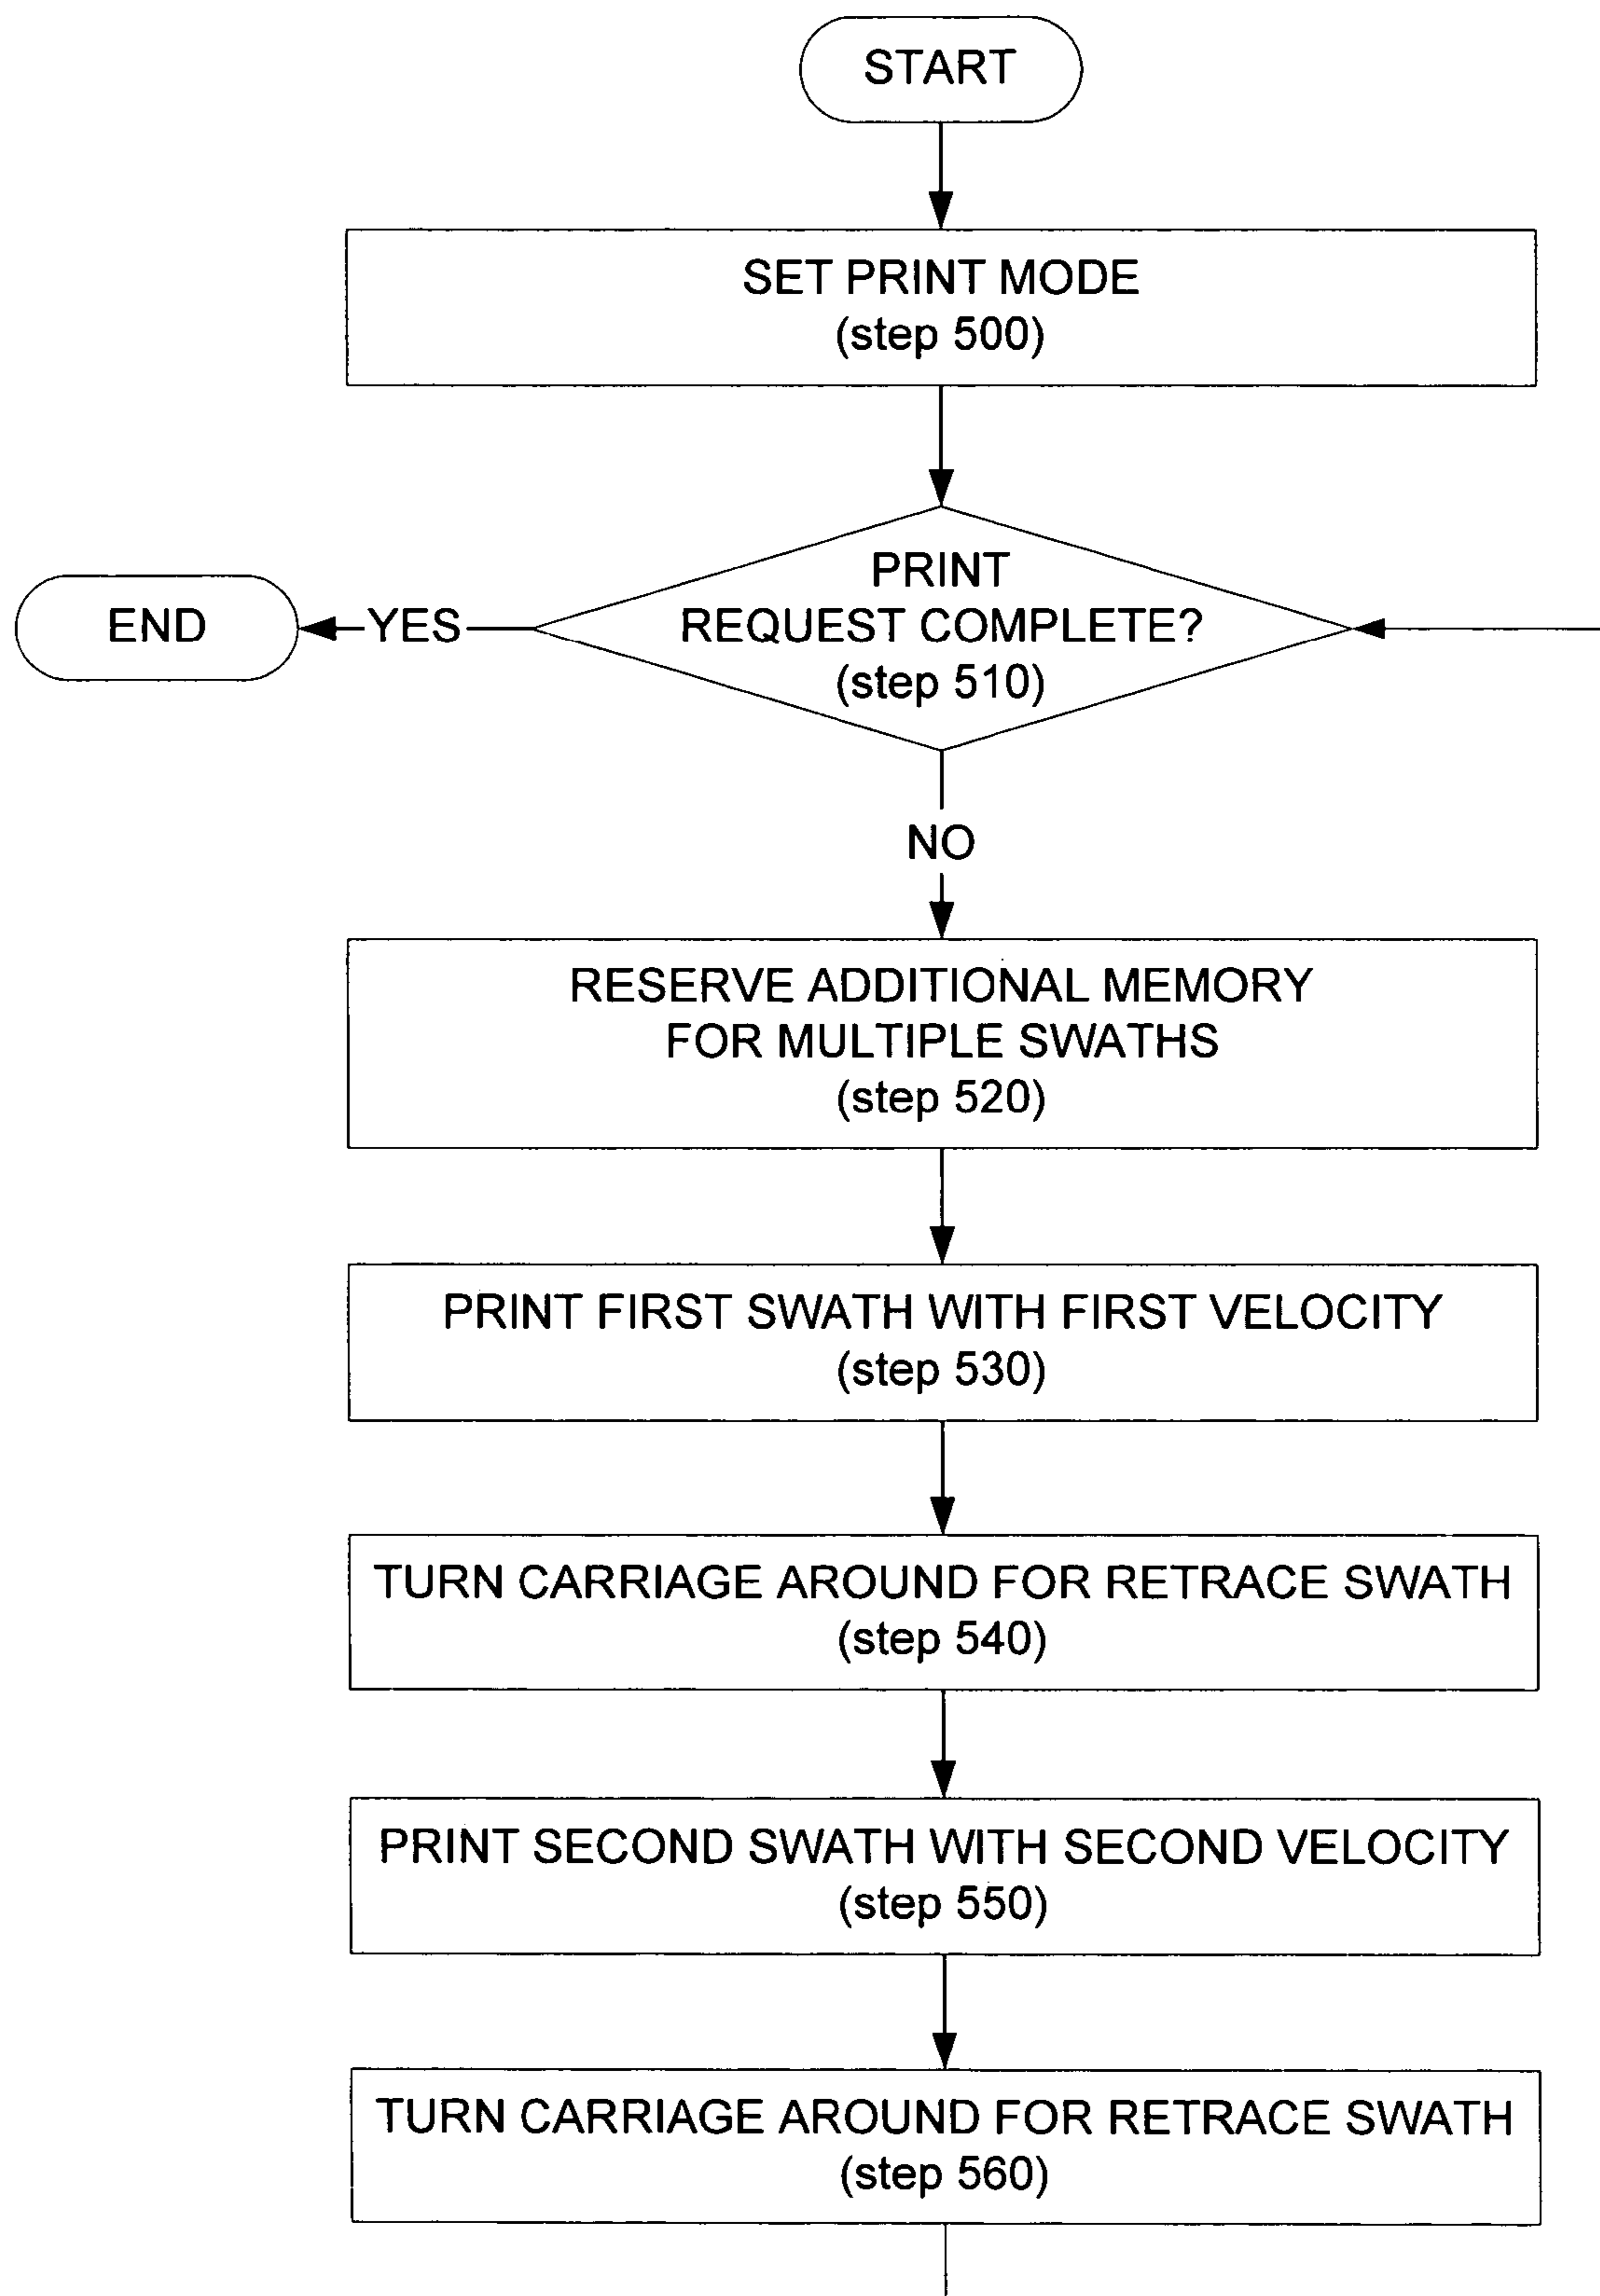 START
SET PRINT MODE
(step 500)
PRINT
REQUEST COMPLETE?
(step 510)
YES
END
NO
RESERVE ADDITIONAL MEMORY
FOR MULTIPLE SWATHS
(step 520)
PRINT FIRST SWATH WITH FIRST VELOCITY
(step 530)
TURN CARRIAGE AROUND FOR RETRACE SWATH
(step 540)
PRINT SECOND SWATH WITH SECOND VELOCITY
(step 550)
TURN CARRIAGE AROUND FOR RETRACE SWATH
(step 560)